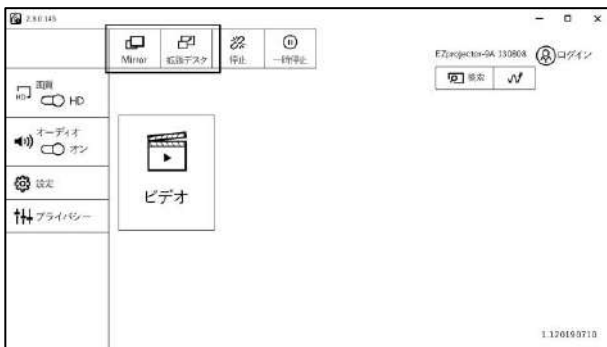 2.3.0.145
Mirror
拡張デスク
停止
一時停止
EZprojector-9A 130808
ログイン
検索
画質
HD
HD
オーディオ
オン
設定
プライバシー
ビデオ
1.120190710